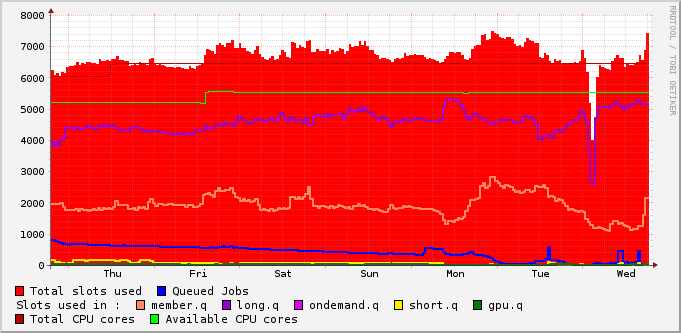 8000
7000
6000
5000
4000
3000
2000
1000
0
Thu Fri Sat Sun Mon Tue Wed
RRDTOOL / TOBI OETIKER
Total slots used Queued Jobs
Slots used in : member.q long.q ondemand.q short.q gpu.q
Total CPU cores Available CPU cores